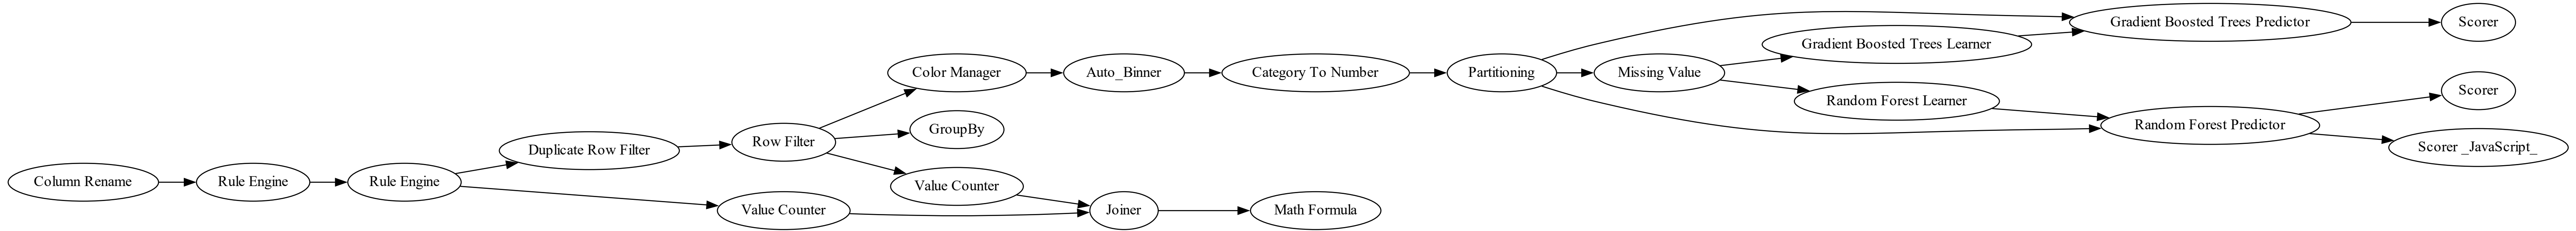 Column Rename
Rule Engine
Rule Engine
Duplicate Row Filter
Value Counter
Row Filter
Color Manager
GroupBy
Value Counter
Auto_Binner
Joiner
Category To Number
Math Formula
Partitioning
Missing Value
Gradient Boosted Trees Learner
Random Forest Learner
Gradient Boosted Trees Predictor
Random Forest Predictor
Scorer
Scorer
Scorer _JavaScript_